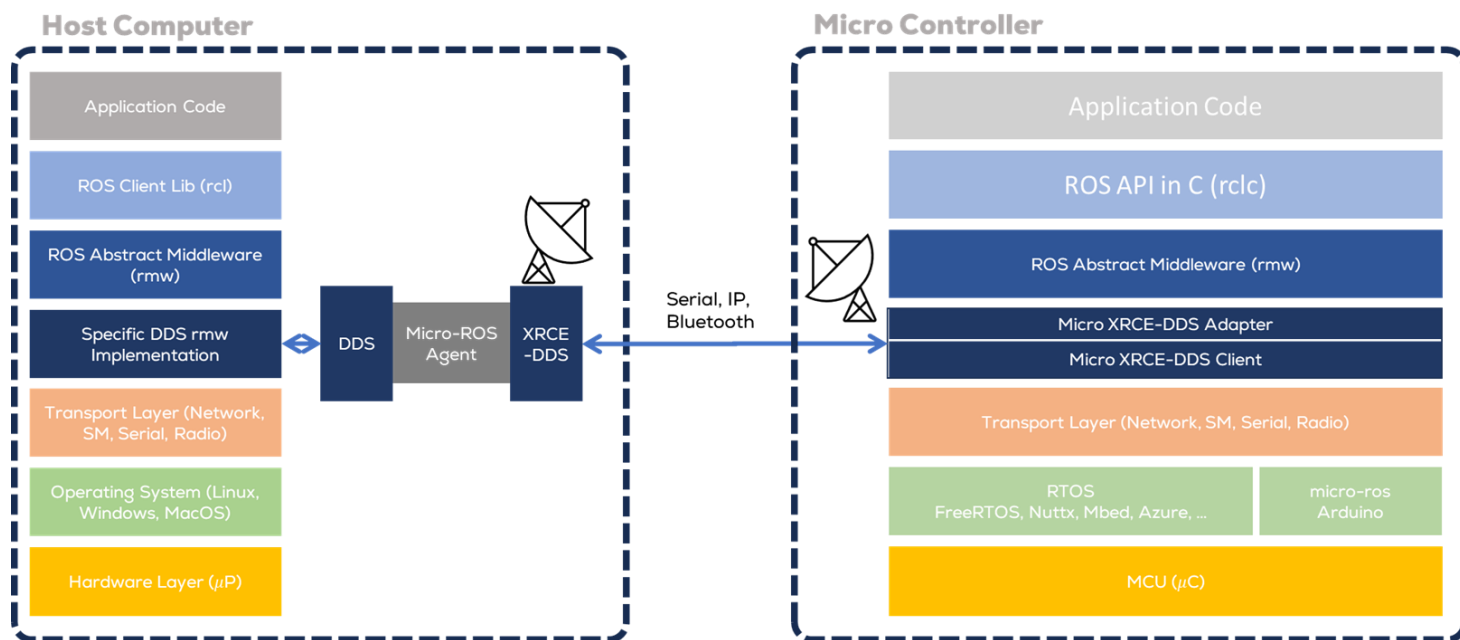 Host Computer
Application Code
ROS Client Lib (rcl)
ROS Abstract Middleware
(rmw)
Specific DDS rmw
Implementation
Transport Layer (Network,
SM, Serial, Radio)
Operating System (Linux,
Windows, MacOS)
Hardware Layer (μP)
DDS
Micro-ROS
Agent
XRCE
-DDS
Serial, IP,
Bluetooth
Micro Controller
Application Code
ROS API in C (rclc)
ROS Abstract Middleware (rmw)
Micro XRCE-DDS Adapter
Micro XRCE-DDS Client
Transport Layer (Network, SM, Serial, Radio)
RTOS
FreeRTOS, Nuttx, Mbed, Azure, ...
micro-ros
Arduino
MCU (μC)